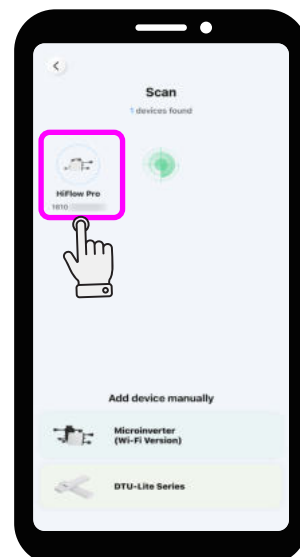 Scan
1 devices found
HiFlow Pro
1610
Add device manually
Microinverter
(Wi-Fi Version)
DTU-Lite Series